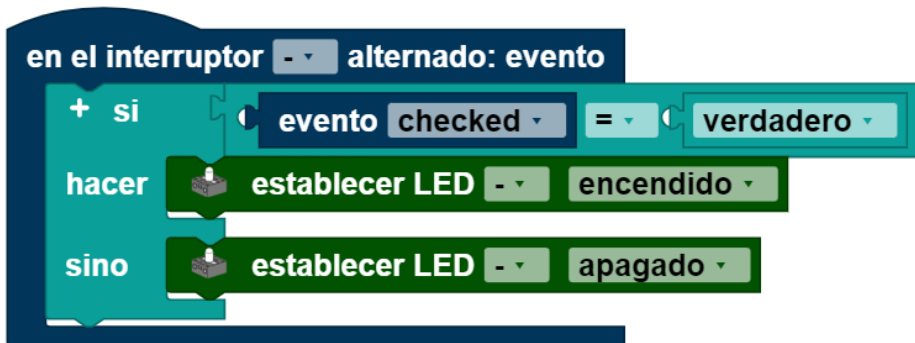 en el interruptor - alternado: evento
+ si evento checked = verdadero
hacer establecer LED - encendido
sino establecer LED - apagado